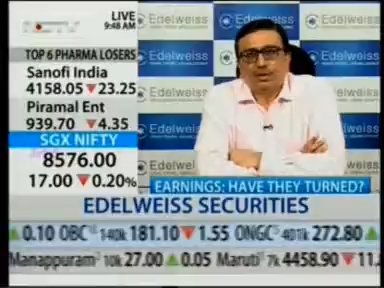 LIVE
9:48 AM
TOP 6 PHARMA LOSERS
Sanofi India
4158.05 ▼ 23.25
Piramal Ent
939.70 ▼ 4.35
SGX NIFTY
8576.00
17.00 ▼ 0.20%
Edelweiss
Edelweiss
Edelweiss
Edelweiss
Edelweiss
Edelweiss
EARNINGS: HAVE THEY TURNED?
EDELWEISS SECURITIES
▲ 0.10 OBC 140k 181.10 ▼ 1.55 ONGC 401k 272.80 ▲
Manappuram 10k 27.00 ▲ 0.05 Maruti 7k 4458.90 ▼ 11.